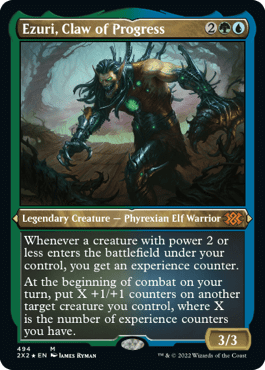 Ezuri, Claw of Progress 2
Legendary Creature — Phyrexian Elf Warrior
Whenever a creature with power 2 or
less enters the battlefield under your
control, you get an experience counter.
At the beginning of combat on your
turn, put X +1/+1 counters on another
target creature you control, where X
is the number of experience counters
you have.
3/3
494 M
2X2 ★ EN James Ryman
™ & © 2022 Wizards of the Coast